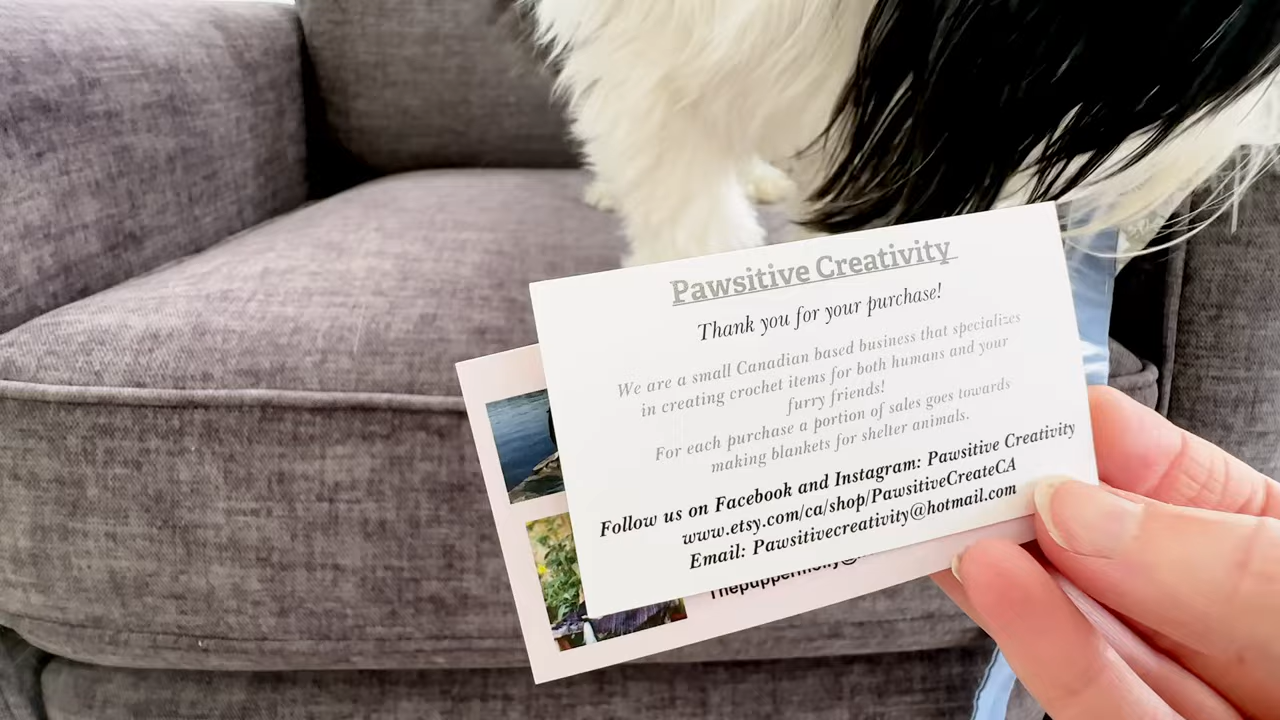 Pawsitive Creativity
Thank you for your purchase!
We are a small Canadian based business that specializes
in creating crochet items for both humans and your
furry friends!
For each purchase a portion of sales goes towards
making blankets for shelter animals.
Follow us on Facebook and Instagram: Pawsitive Creativity
www.etsy.com/ca/shop/PawsitiveCreateCA
Email: Pawsitivecreativity@hotmail.com